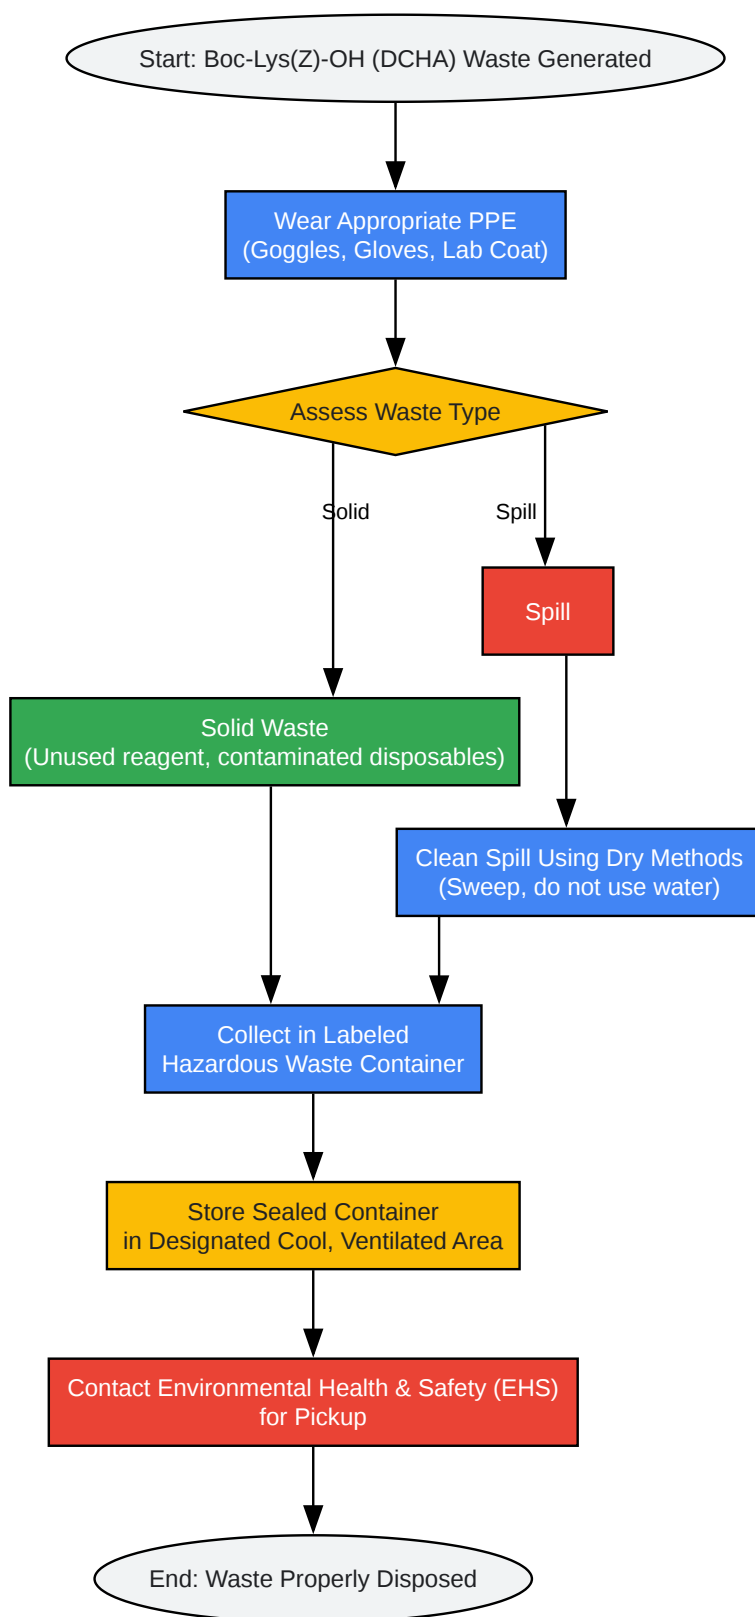 Start: Boc-Lys(Z)-OH (DCHA) Waste Generated
Wear Appropriate PPE
(Goggles, Gloves, Lab Coat)
Assess Waste Type
Solid
Spill
Spill
Solid Waste
(Unused reagent, contaminated disposables)
Clean Spill Using Dry Methods
(Sweep, do not use water)
Collect in Labeled
Hazardous Waste Container
Store Sealed Container
in Designated Cool, Ventilated Area
Contact Environmental Health & Safety (EHS)
for Pickup
End: Waste Properly Disposed